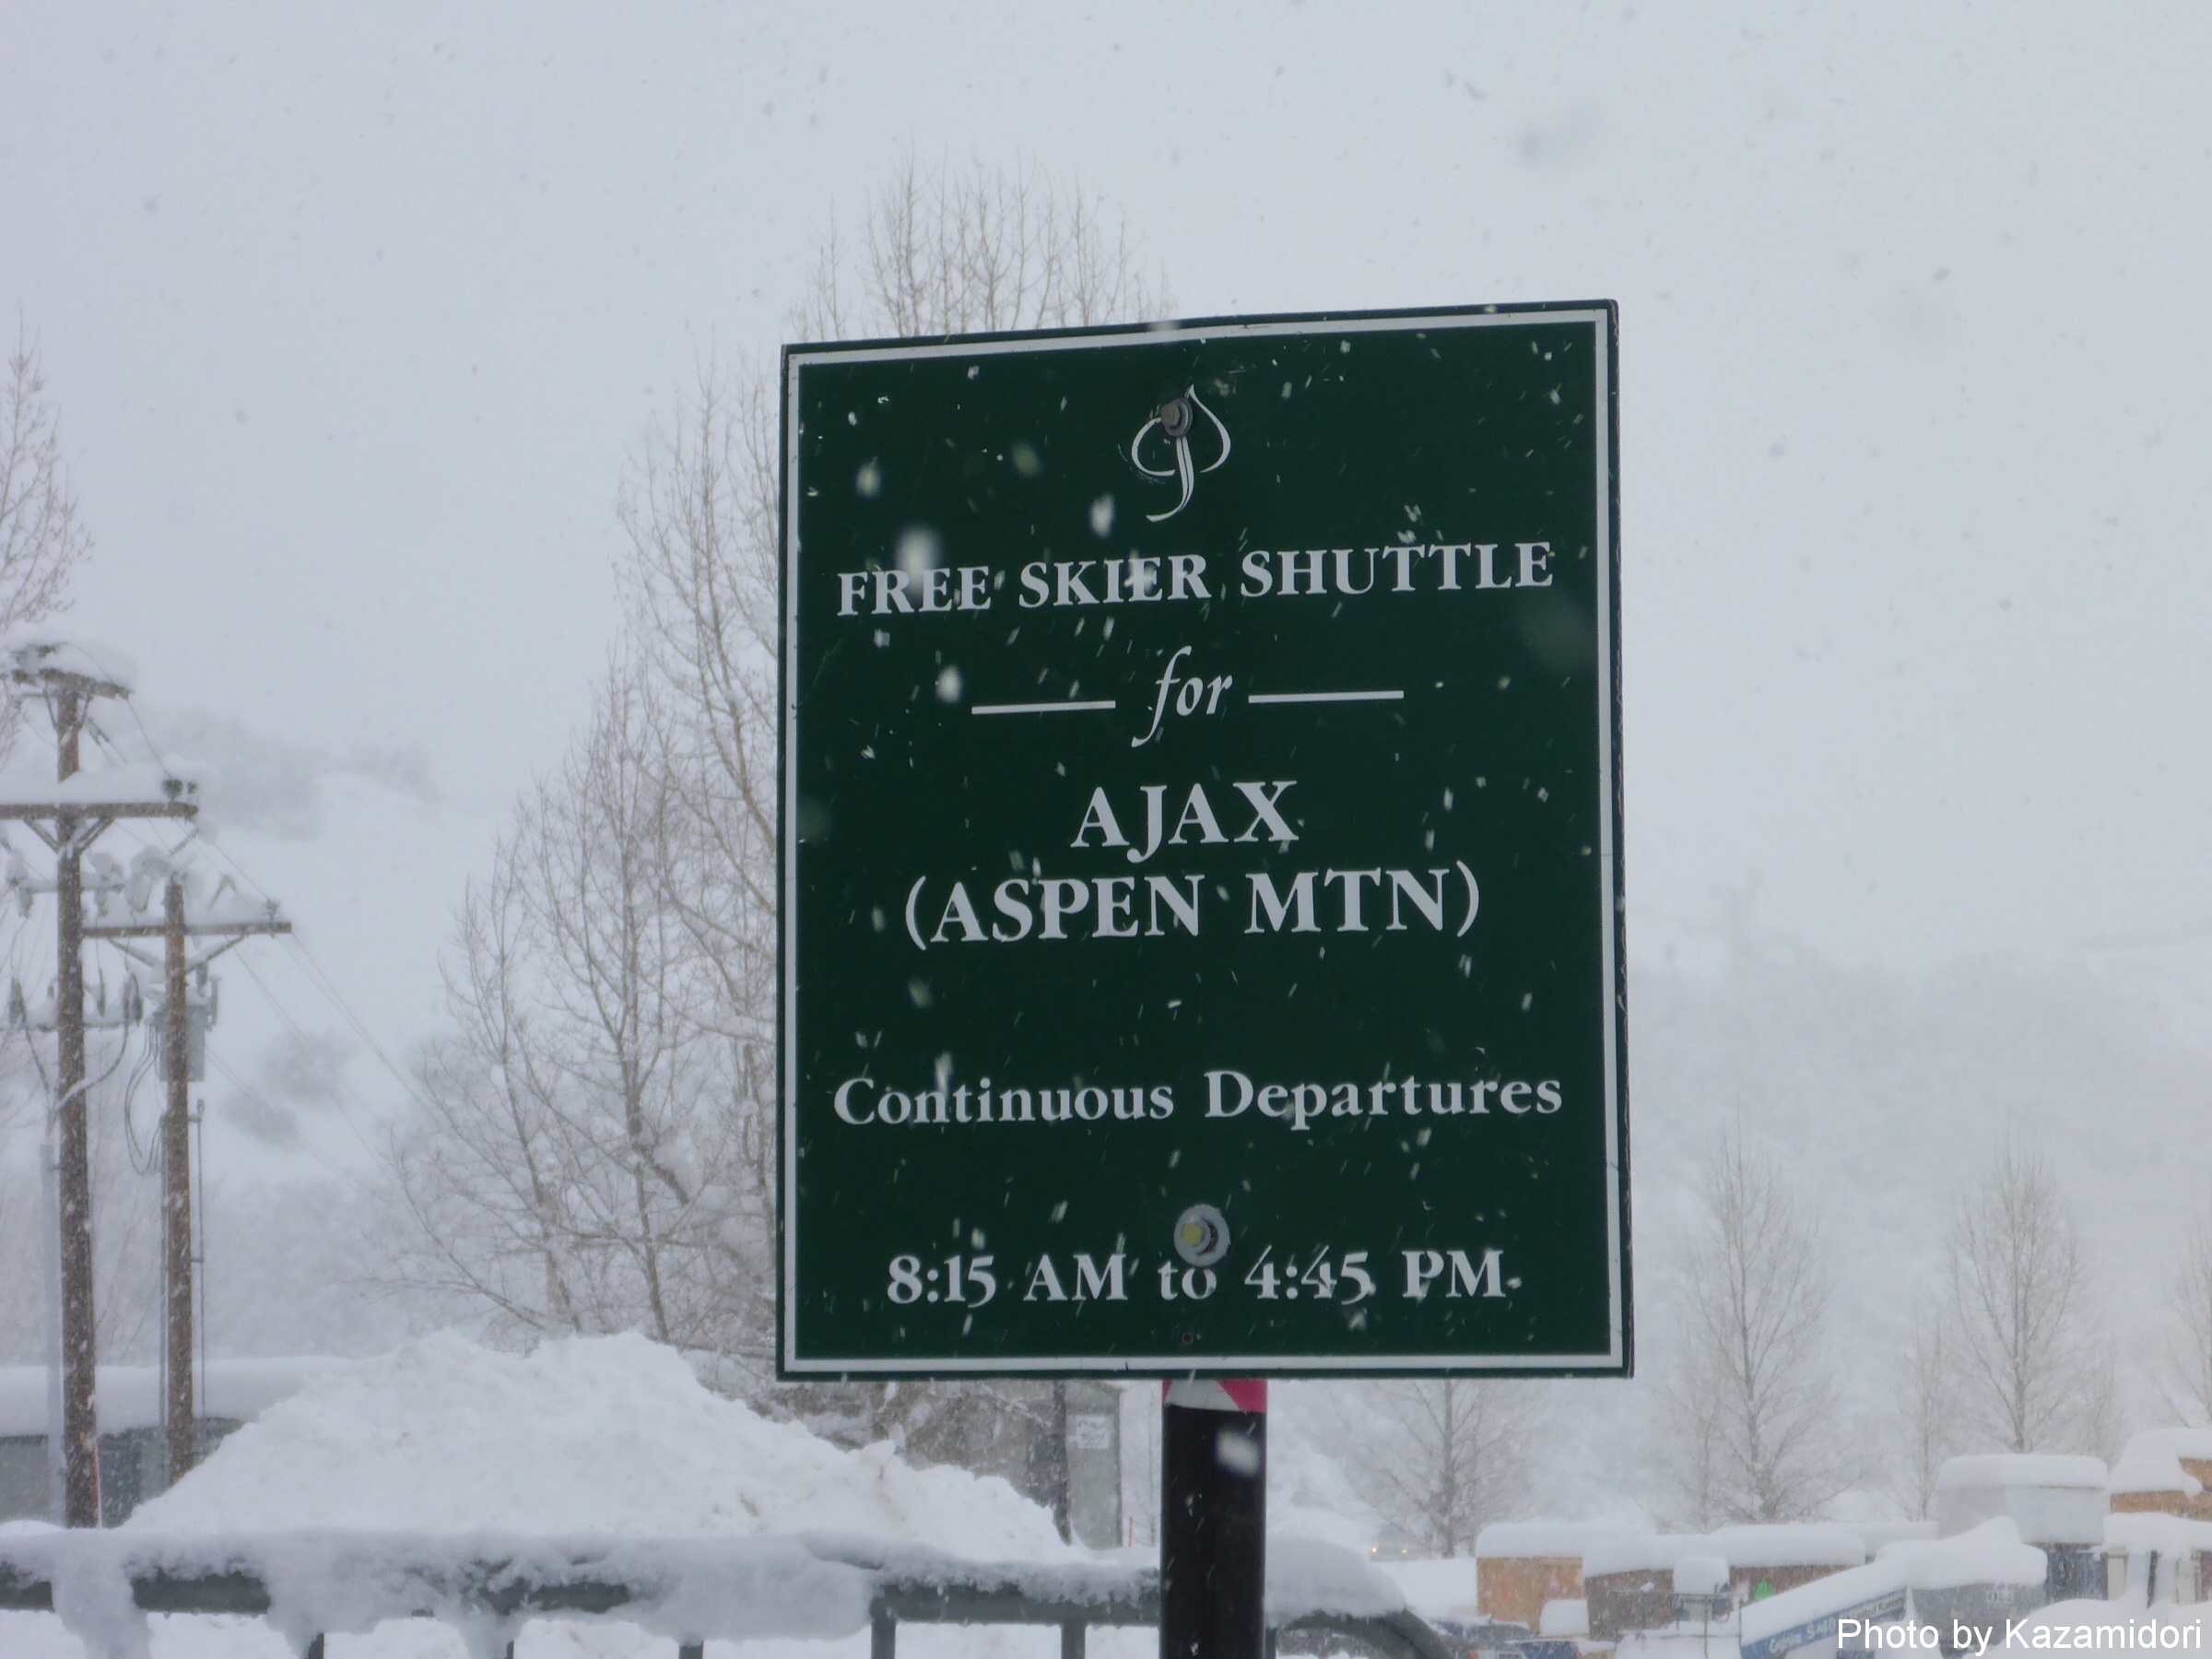 FREE SKIER SHUTTLE
for
AJAX
(ASPEN MTN)
Continuous Departures
8:15 AM to 4:45 PM
Photo by Kazamidori